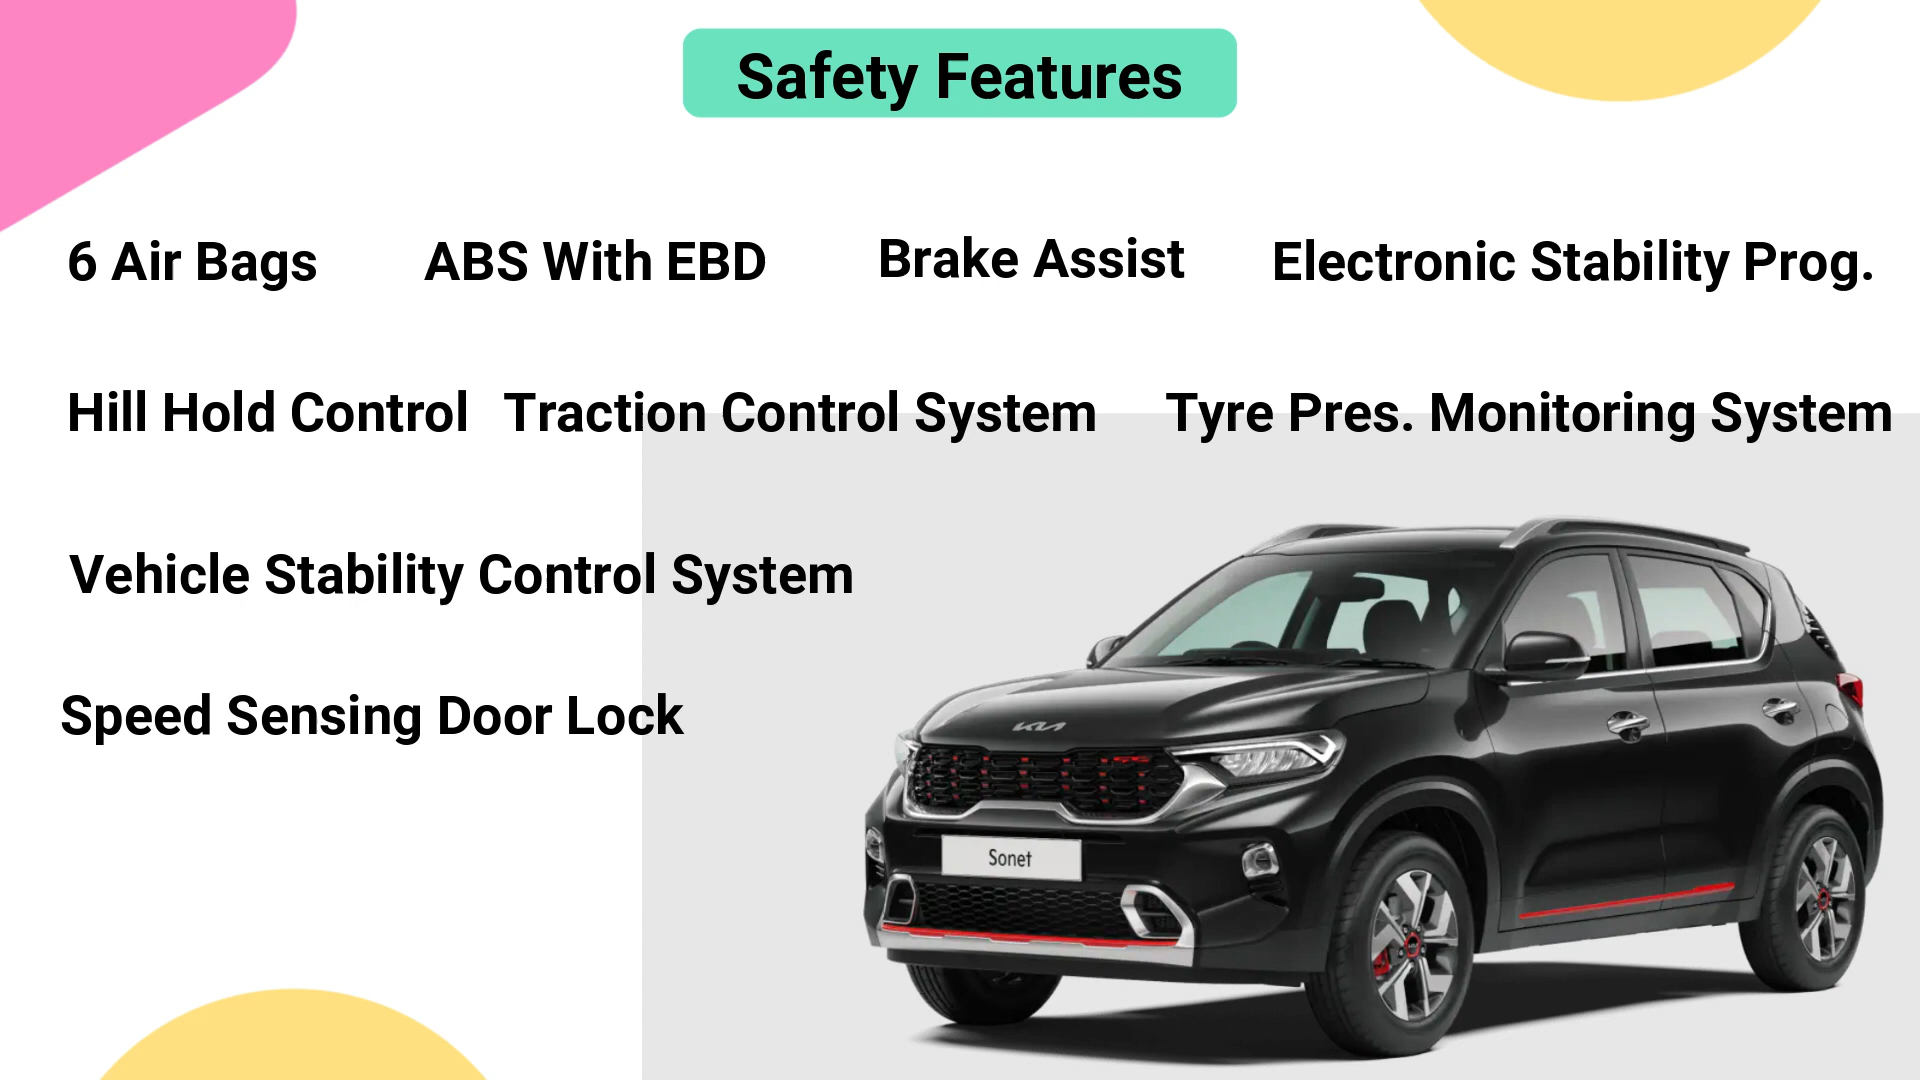 Safety Features
6 Air Bags
ABS With EBD
Brake Assist
Electronic Stability Prog.
Hill Hold Control
Traction Control System
Tyre Pres. Monitoring System
Vehicle Stability Control System
Speed Sensing Door Lock
KIA
Sonet